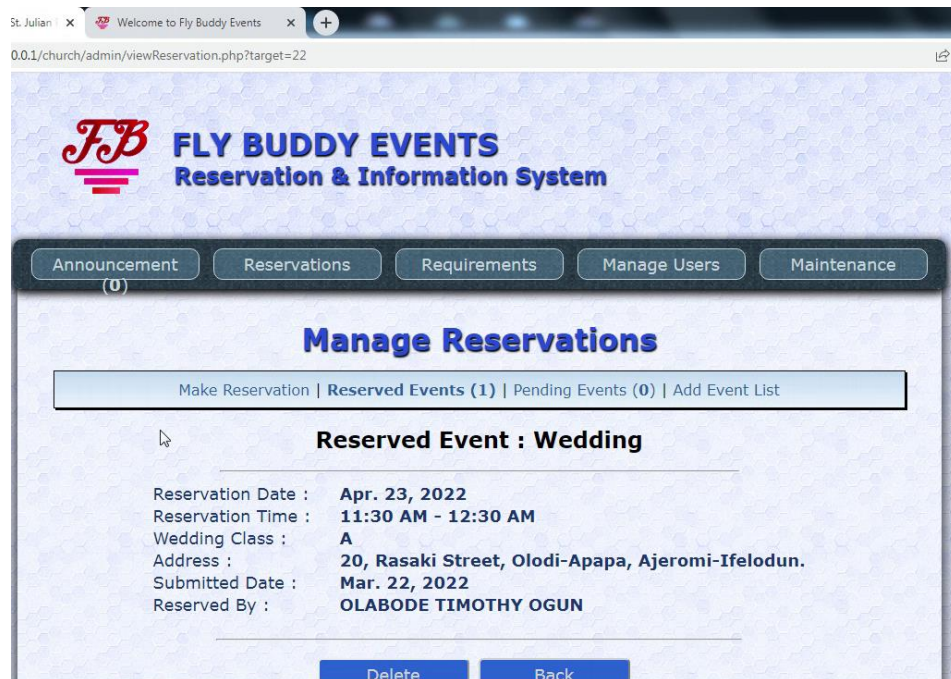 St. Julian
Welcome to Fly Buddy Events
0.0.1/church/admin/viewReservation.php?target=22
FB
FLY BUDDY EVENTS
Reservation & Information System
Announcement (0) Reservations Requirements Manage Users Maintenance
Manage Reservations
Make Reservation | Reserved Events (1) | Pending Events (0) | Add Event List
Reserved Event : Wedding
Reservation Date : Apr. 23, 2022
Reservation Time : 11:30 AM - 12:30 AM
Wedding Class : A
Address : 20, Rasaki Street, Olodi-Apapa, Ajeromi-Ifelodun.
Submitted Date : Mar. 22, 2022
Reserved By : OLABODE TIMOTHY OGUN
Delete Back